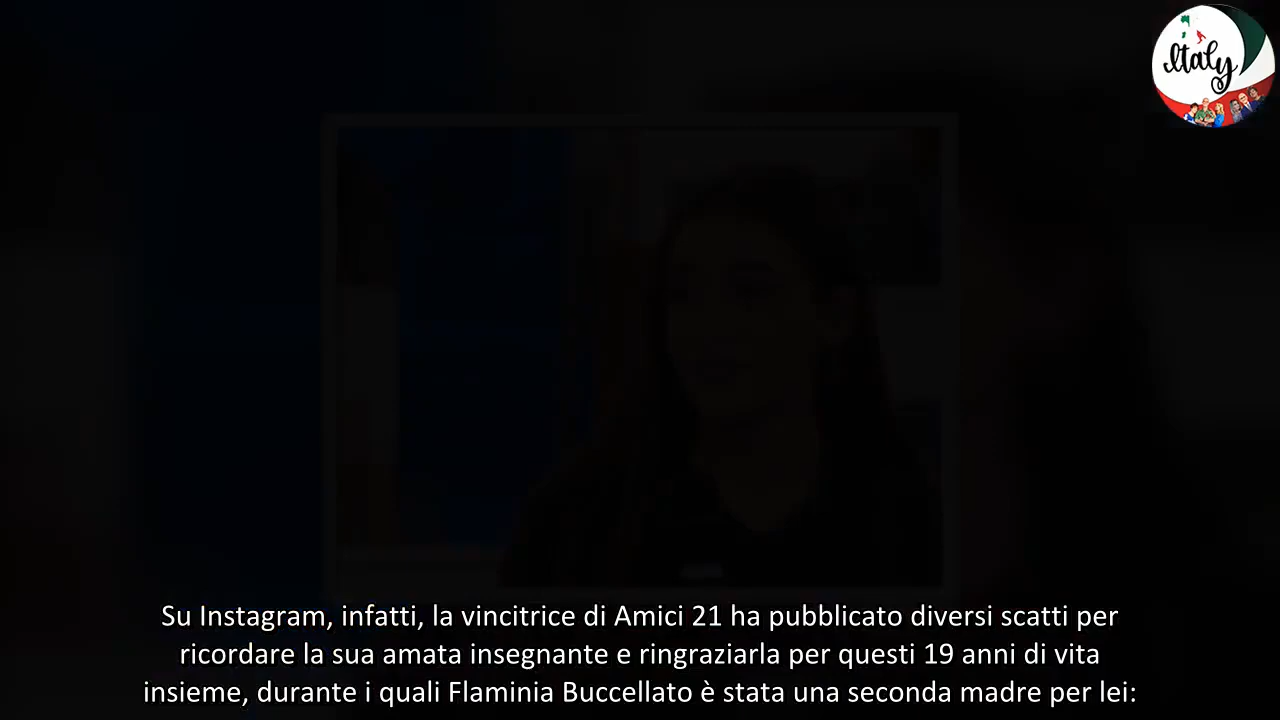 Italy
Su Instagram, infatti, la vincitrice di Amici 21 ha pubblicato diversi scatti per
ricordare la sua amata insegnante e ringraziarla per questi 19 anni di vita
insieme, durante i quali Flaminia Buccellato è stata una seconda madre per lei: